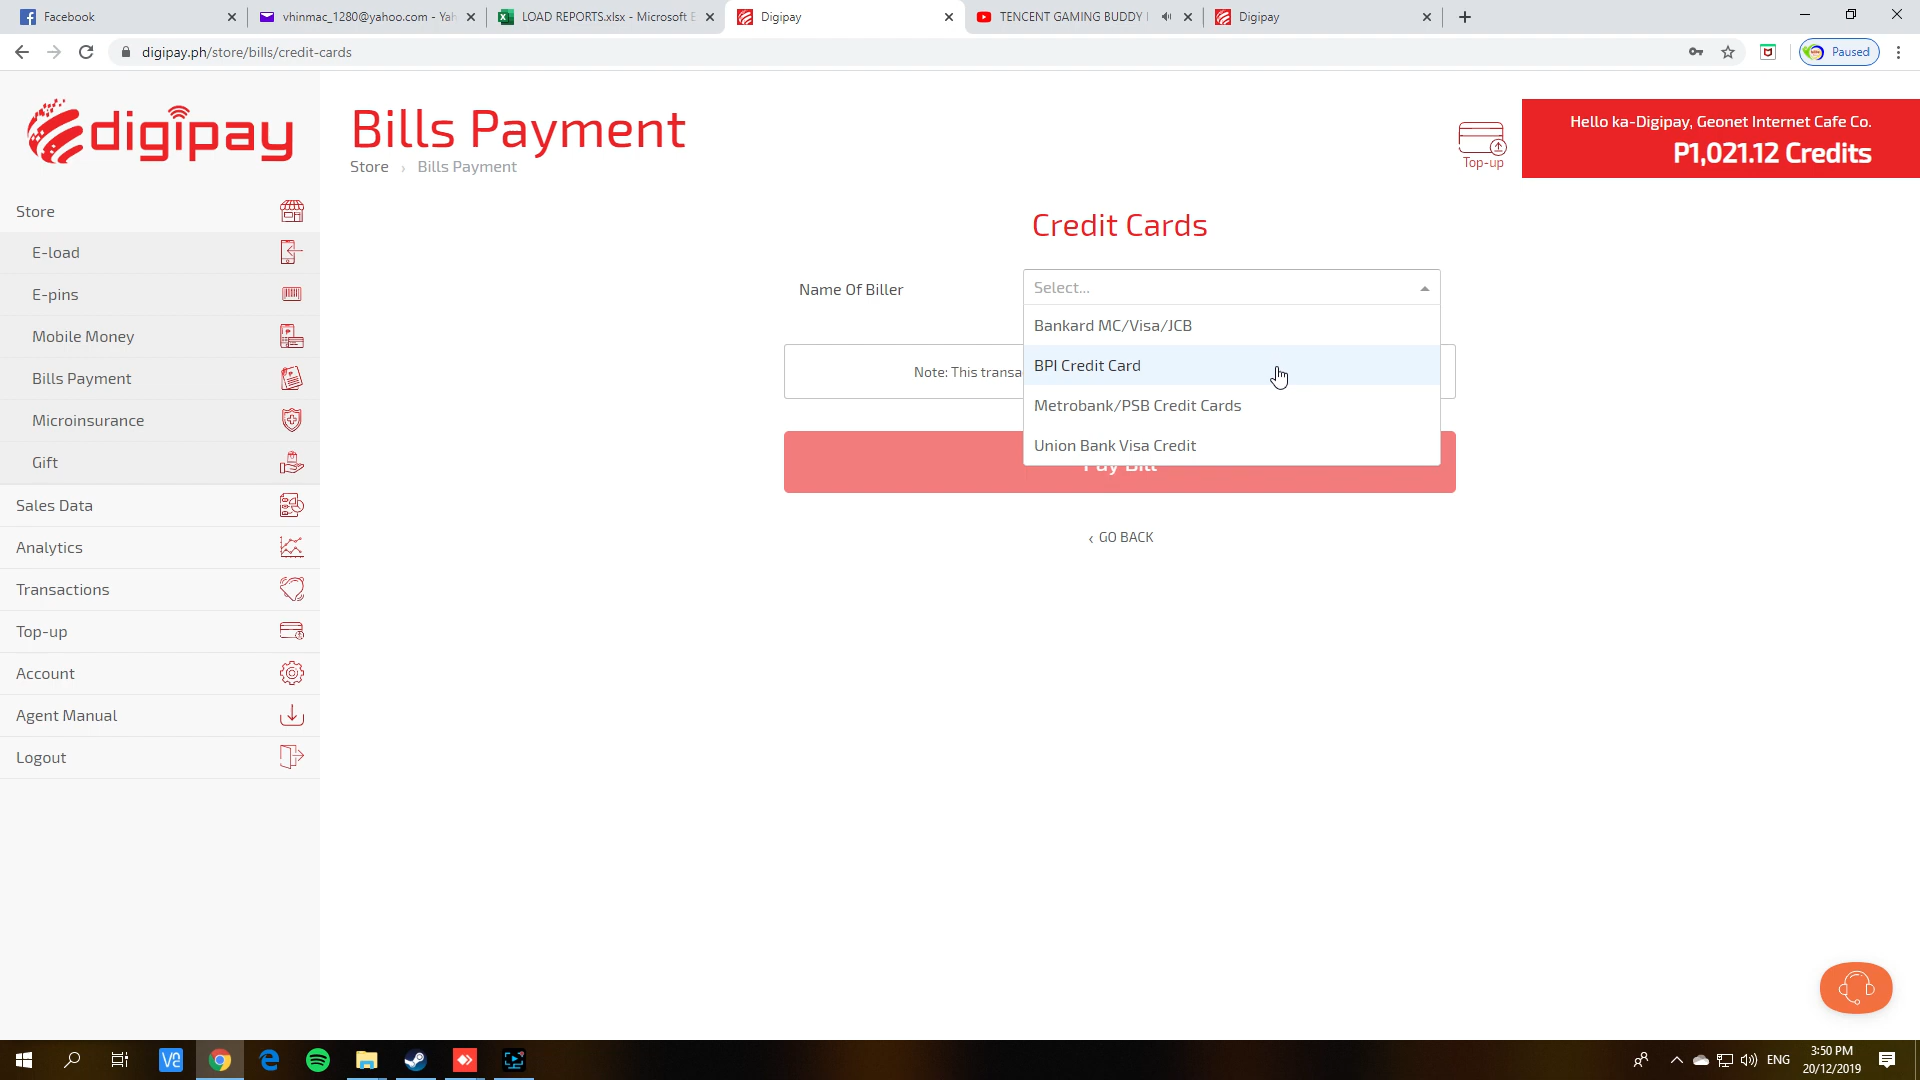 Facebook
vhinmac_1280@yahoo.com - Yah
LOAD REPORTS.xlsx - Microsoft E
Digipay
TENCENT GAMING BUDDY
Digipay
digipay.ph/store/bills/credit-cards
Paused
digipay
Bills Payment
Store › Bills Payment
Top-up
Hello ka-Digipay, Geonet Internet Cafe Co.
P1,021.12 Credits
Store
E-load
E-pins
Mobile Money
Bills Payment
Microinsurance
Gift
Sales Data
Analytics
Transactions
Top-up
Account
Agent Manual
Logout
Credit Cards
Name Of Biller
Select...
Bankard MC/Visa/JCB
BPI Credit Card
Metrobank/PSB Credit Cards
Union Bank Visa Credit
Note: This transa
Pay Bill
‹ GO BACK
ENG
3:50 PM
20/12/2019